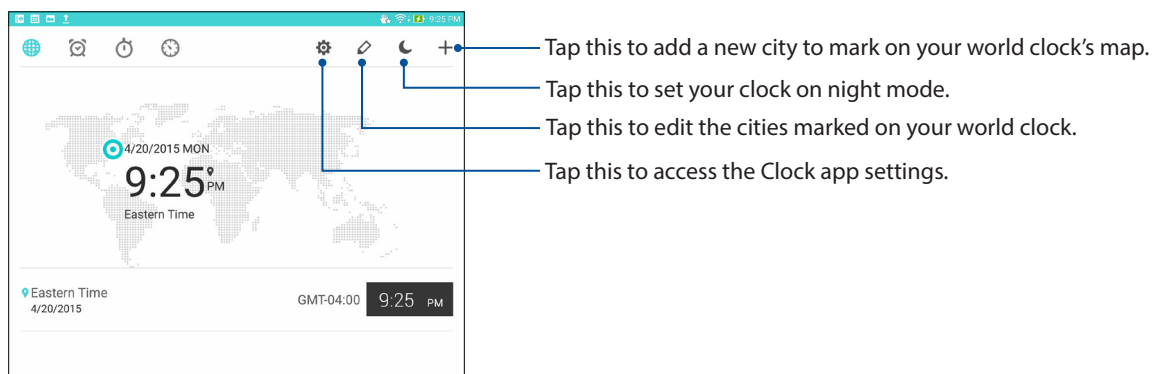 9:25 PM
Tap this to add a new city to mark on your world clock’s map.
Tap this to set your clock on night mode.
Tap this to edit the cities marked on your world clock.
Tap this to access the Clock app settings.
4/20/2015 MON
9:25 PM
Eastern Time
Eastern Time
4/20/2015
GMT-04:00
9:25 PM